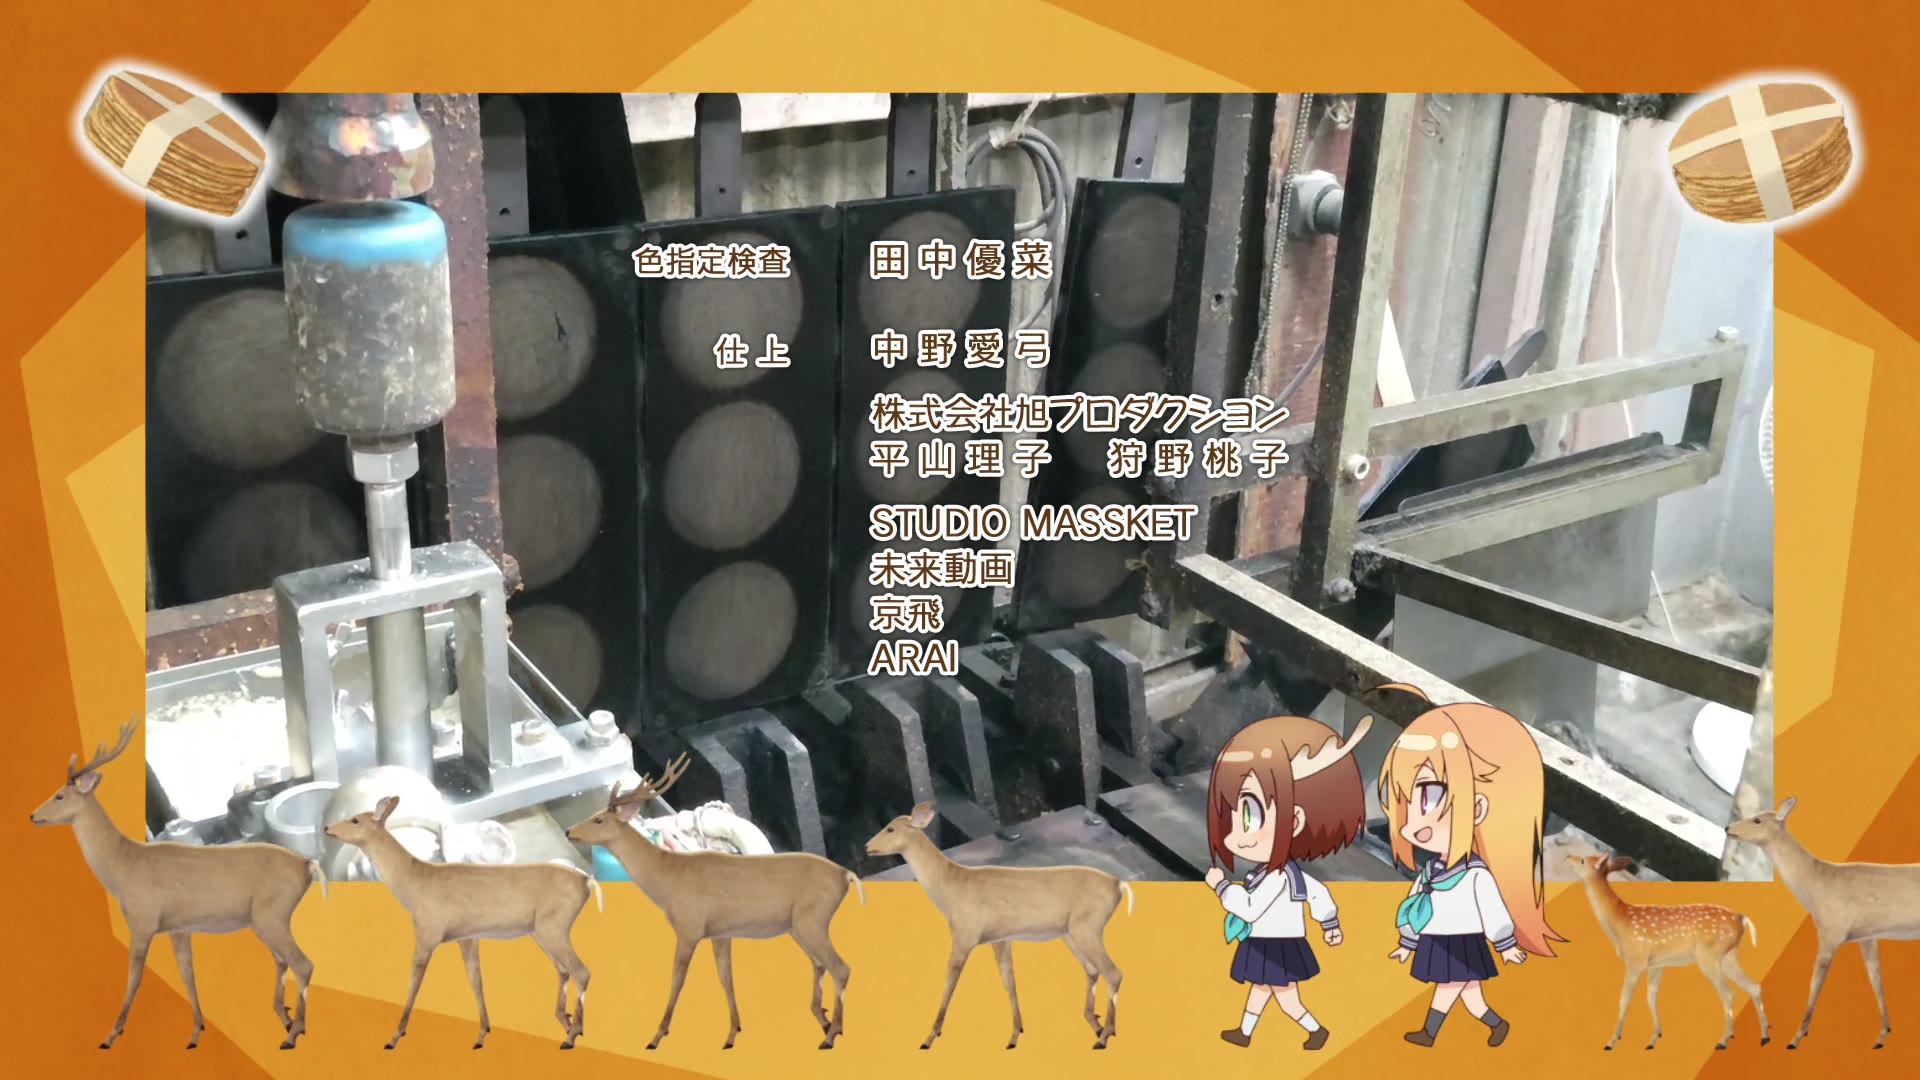 色指定検査 田中優菜
仕上 中野愛弓
株式会社旭プロダクション
平山理子 狩野桃子
STUDIO MASSKET
未来動画
京飛
ARAI